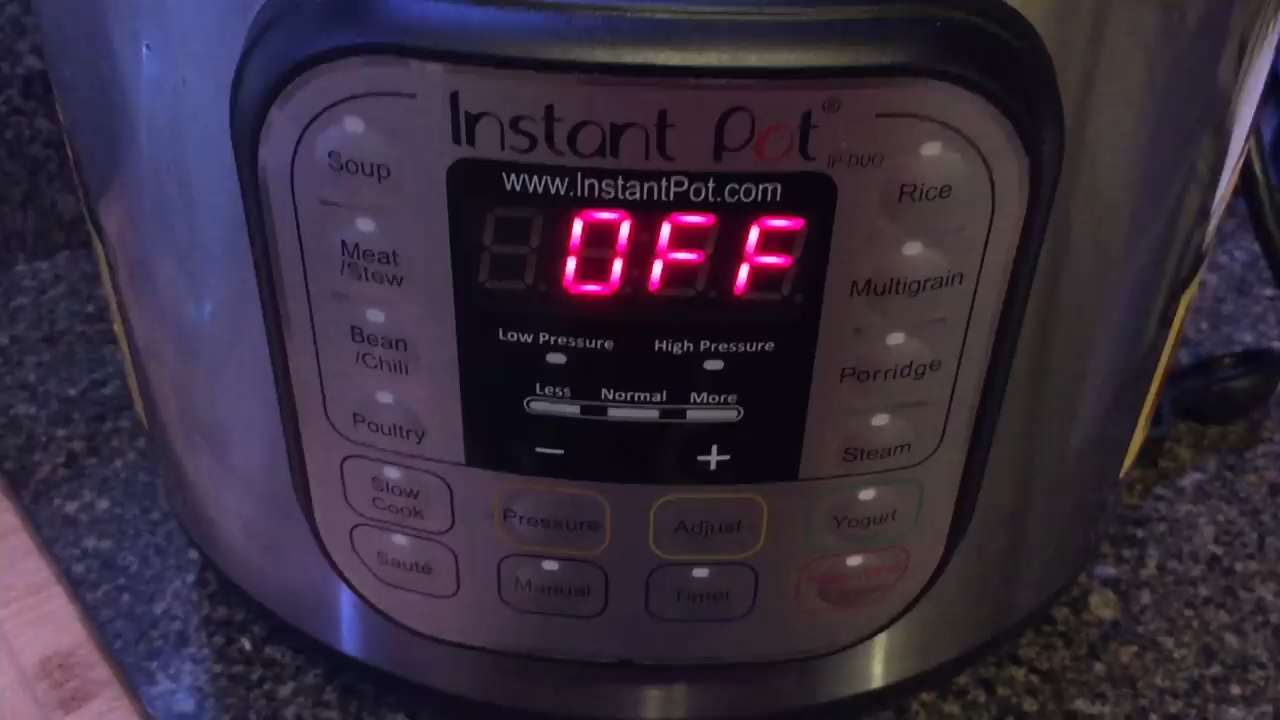 Instant Pot®
IP-DUO
www.InstantPot.com
OFF
Low Pressure High Pressure
Less Normal More
− +
Soup
Meat
/Stew
Bean
/Chili
Poultry
Slow
Cook
Sauté
Pressure
Manual
Adjust
Timer
Rice
Multigrain
Porridge
Steam
Yogurt